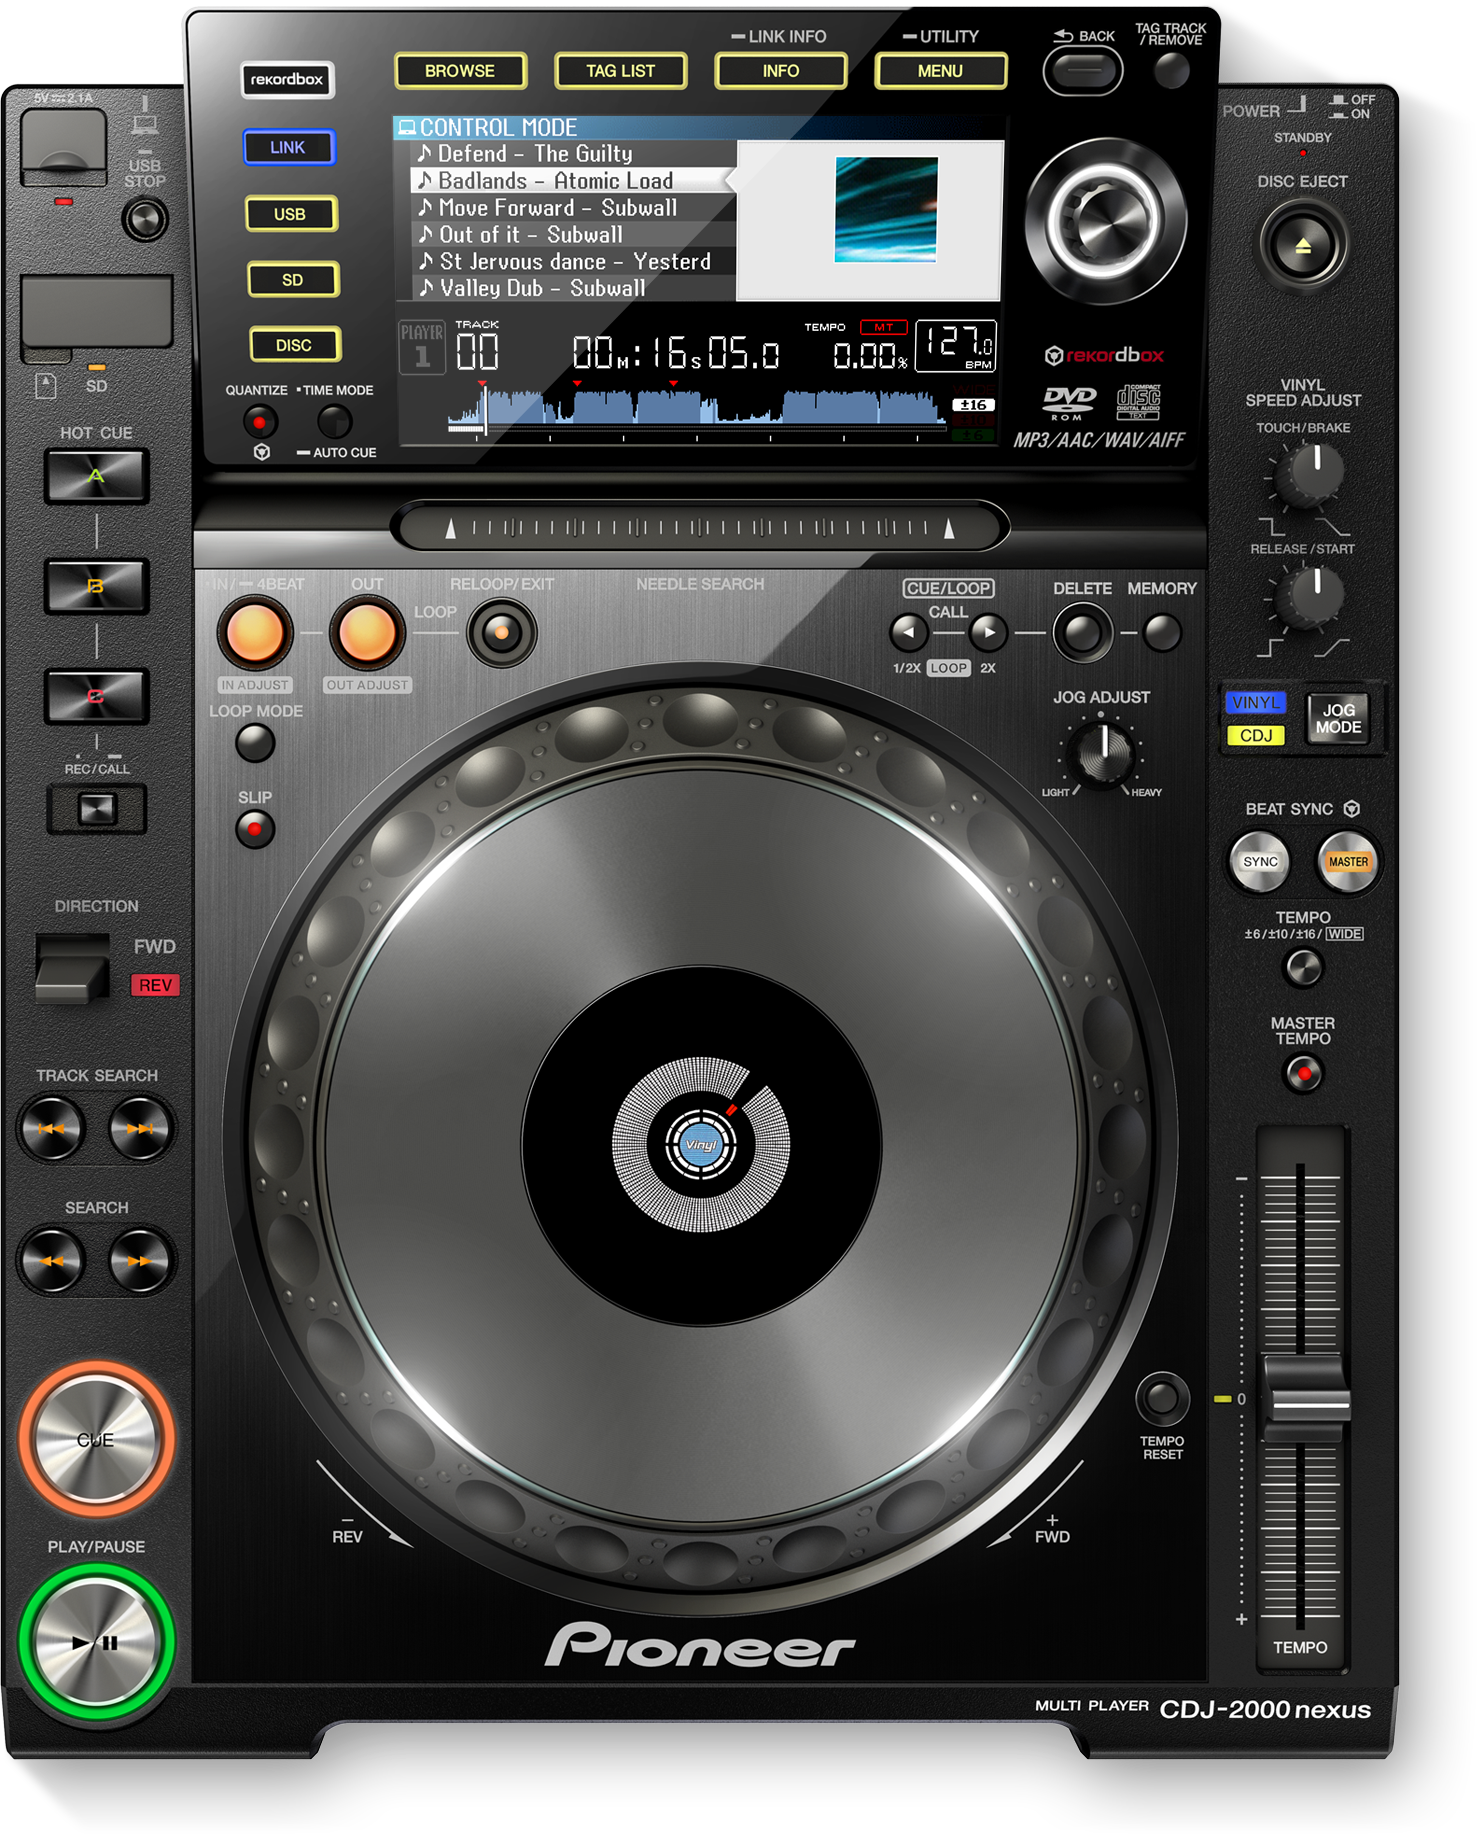 LINK INFO
UTILITY
BACK
TAG TRACK
/ REMOVE
rekordbox
BROWSE
TAG LIST
INFO
MENU
5V 2.1A
USB
STOP
LINK
USB
SD
DISC
CONTROL MODE
Defend - The Guilty
Badlands - Atomic Load
Move Forward - Subwall
Out of it - Subwall
St Jervous dance - Yesterd
Valley Dub - Subwall
PLAYER
1
TRACK
00
00M:16S05.0
TEMPO
MT
0.00%
127.0
BPM
±16
POWER
OFF
ON
STANDBY
DISC EJECT
rekordbox
DVD
ROM
COMPACT
disc
DIGITAL AUDIO
TEXT
MP3/AAC/WAV/AIFF
SD
QUANTIZE
TIME MODE
AUTO CUE
HOT CUE
A
B
C
REC/CALL
VINYL
SPEED ADJUST
TOUCH/BRAKE
RELEASE/START
IN/ 4BEAT
OUT
RELOOP/EXIT
LOOP
NEEDLE SEARCH
CUE/LOOP
CALL
DELETE
MEMORY
1/2X
LOOP
2X
IN ADJUST
OUT ADJUST
LOOP MODE
SLIP
JOG ADJUST
LIGHT
HEAVY
VINYL
CDJ
JOG
MODE
BEAT SYNC
SYNC
MASTER
TEMPO
±6/±10/±16/WIDE
MASTER
TEMPO
DIRECTION
FWD
REV
TRACK SEARCH
SEARCH
Vinyl
CUE
PLAY/PAUSE
−
REV
+
FWD
TEMPO
RESET
−
0
+
TEMPO
Pioneer
MULTI PLAYER CDJ-2000nexus